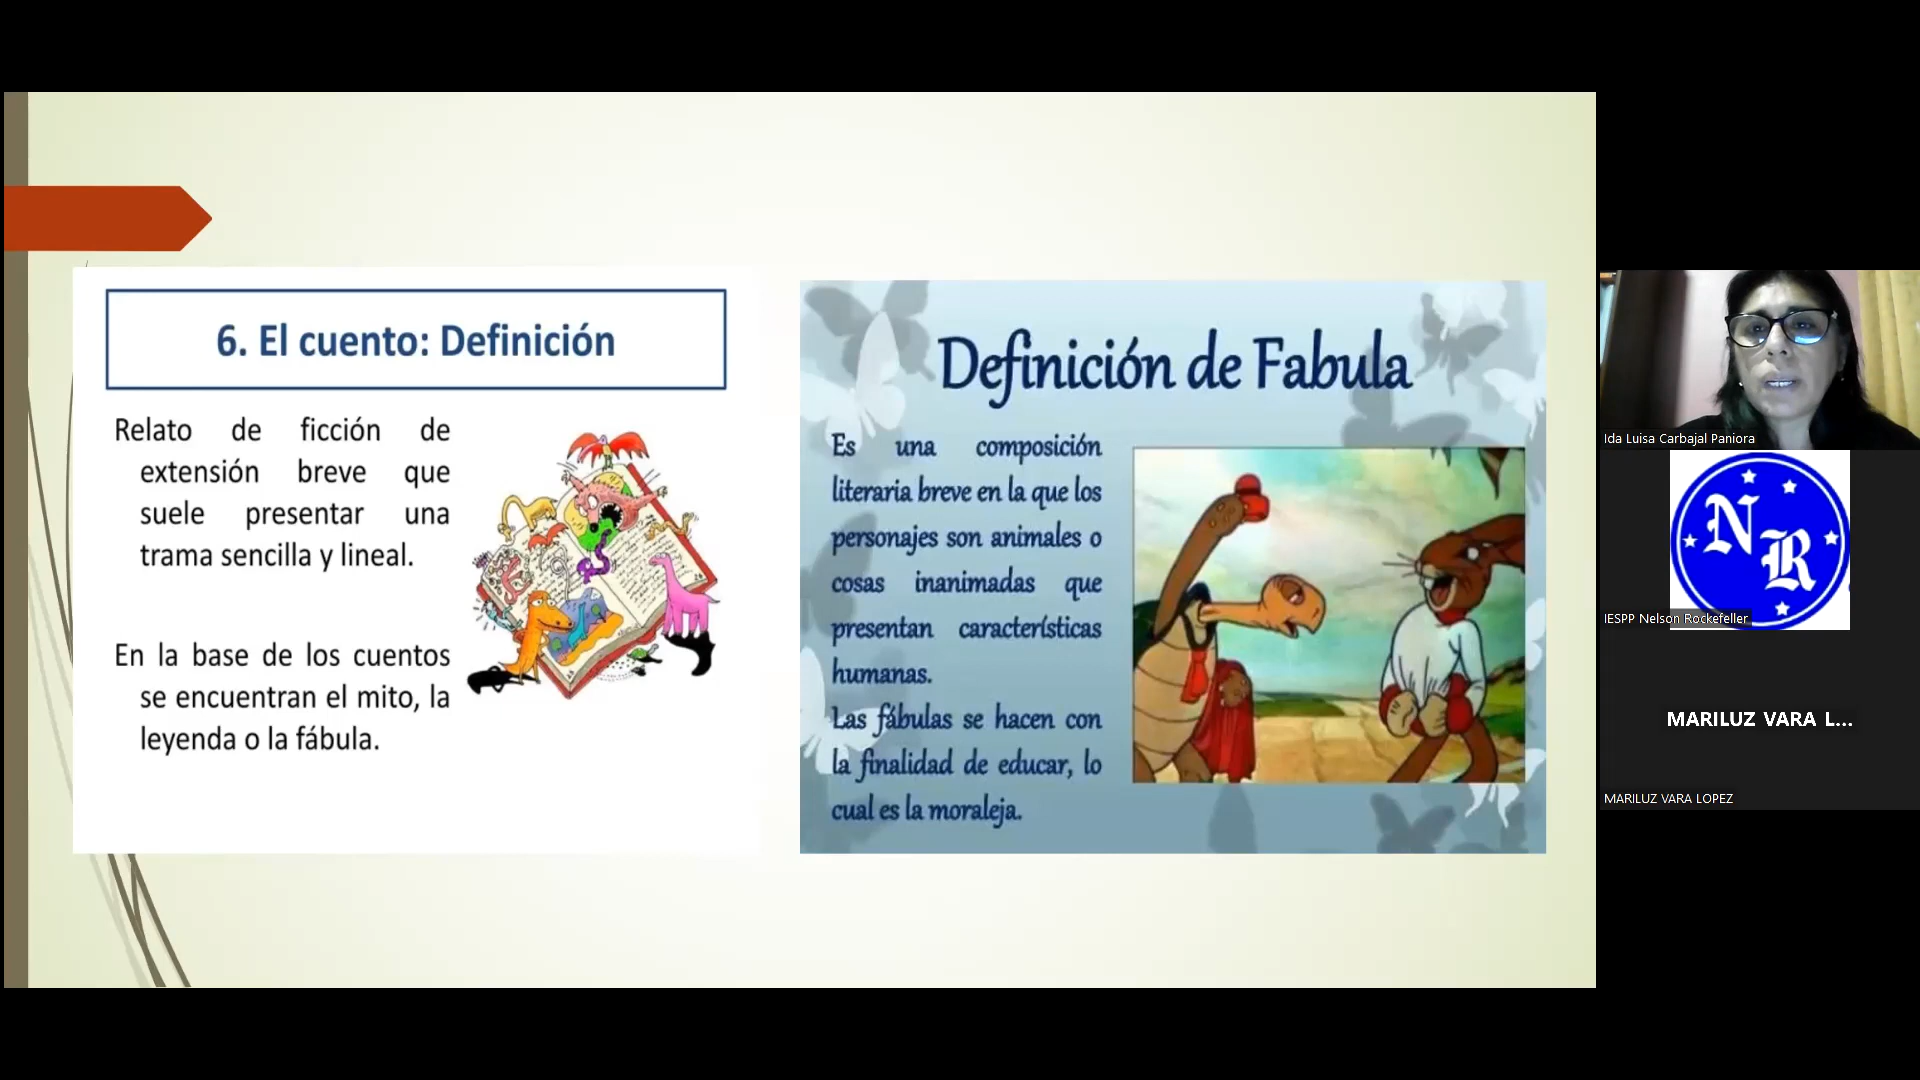 6. El cuento: Definición
Relato de ficción de
extensión breve que
suele presentar una
trama sencilla y lineal.
En la base de los cuentos
se encuentran el mito, la
leyenda o la fábula.
Definición de Fabula
Es una composición
literaria breve en la que los
personajes son animales o
cosas inanimadas que
presentan características
humanas.
Las fábulas se hacen con
la finalidad de educar, lo
cual es la moraleja.
Ida Luisa Carbajal Paniora
NR
IESPP Nelson Rockefeller
MARILUZ VARA L...
MARILUZ VARA LOPEZ